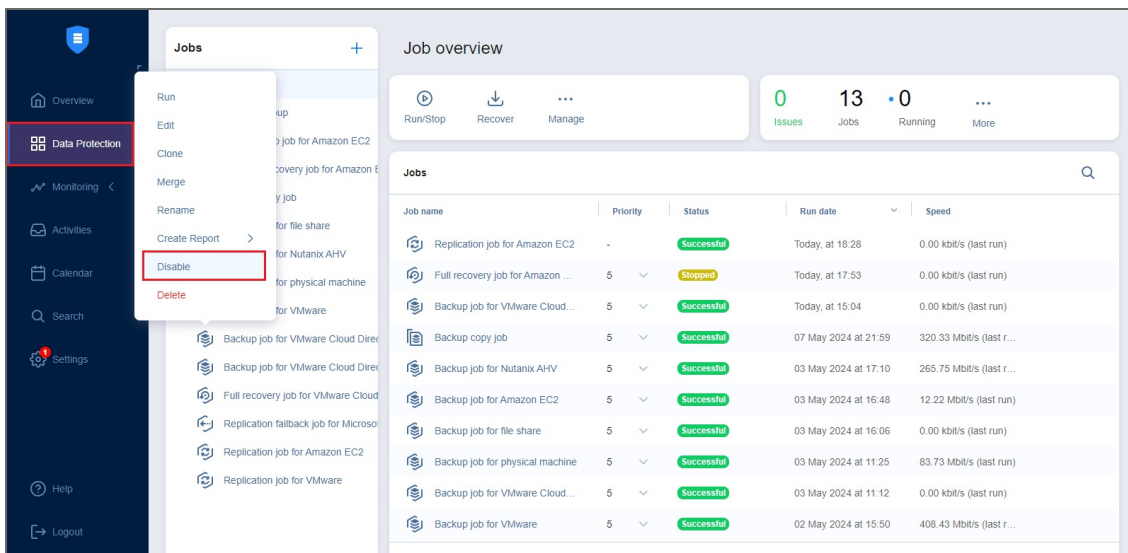 Overview
Data Protection
Monitoring
Activities
Calendar
Search
1
Settings
Help
Logout
Jobs +
Run
Edit
Clone
Merge
Rename
Create Report
Disable
Delete
up
job for Amazon EC2
covery job for Amazon E
y job
for file share
for Nutanix AHV
for physical machine
for VMware
Backup job for VMware Cloud Direc
Backup job for VMware Cloud Direc
Full recovery job for VMware Cloud
Replication failback job for Microso
Replication job for Amazon EC2
Replication job for VMware
Job overview
Run/Stop Recover Manage
0 13 0
Issues Jobs Running More
Jobs
Job name Priority Status Run date Speed
Replication job for Amazon EC2 - Successful Today, at 18:28 0.00 kbit/s (last run)
Full recovery job for Amazon ... 5 Stopped Today, at 17:53 0.00 kbit/s (last run)
Backup job for VMware Cloud... 5 Successful Today, at 15:04 0.00 kbit/s (last run)
Backup copy job 5 Successful 07 May 2024 at 21:59 320.33 Mbit/s (last r...
Backup job for Nutanix AHV 5 Successful 03 May 2024 at 17:10 265.75 Mbit/s (last r...
Backup job for Amazon EC2 5 Successful 03 May 2024 at 16:48 12.22 Mbit/s (last run)
Backup job for file share 5 Successful 03 May 2024 at 16:06 0.00 kbit/s (last run)
Backup job for physical machine 5 Successful 03 May 2024 at 11:25 83.73 Mbit/s (last run)
Backup job for VMware Cloud... 5 Successful 03 May 2024 at 11:12 0.00 kbit/s (last run)
Backup job for VMware 5 Successful 02 May 2024 at 15:50 408.43 Mbit/s (last r...